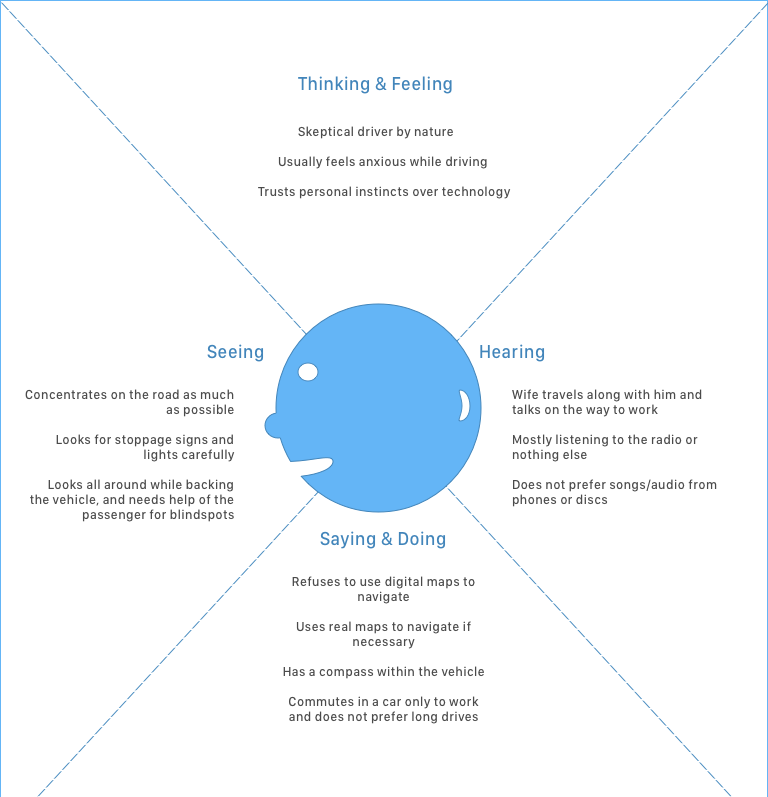 Thinking & Feeling
Skeptical driver by nature
Usually feels anxious while driving
Trusts personal instincts over technology
Seeing
Concentrates on the road as much
as possible
Looks for stoppage signs and
lights carefully
Looks all around while backing
the vehicle, and needs help of the
passenger for blindspots
Hearing
Wife travels along with him and
talks on the way to work
Mostly listening to the radio or
nothing else
Does not prefer songs/audio from
phones or discs
Saying & Doing
Refuses to use digital maps to
navigate
Uses real maps to navigate if
necessary
Has a compass within the vehicle
Commutes in a car only to work
and does not prefer long drives